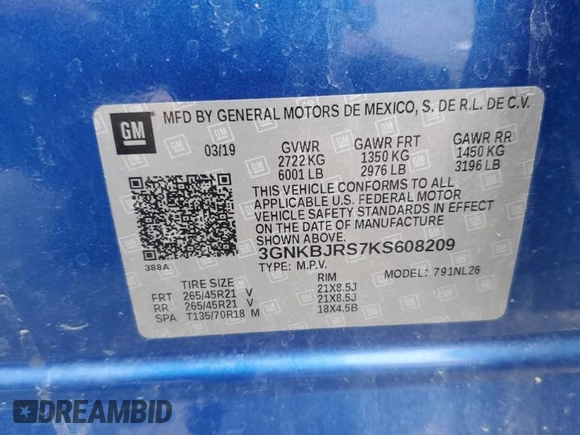 GM
MFD BY GENERAL MOTORS DE MEXICO, S. DE R.L. DE C.V.
03/19 GVWR GAWR FRT GAWR RR
2722 KG 1350 KG 1450 KG
6001 LB 2976 LB 3196 LB
THIS VEHICLE CONFORMS TO ALL
APPLICABLE U.S. FEDERAL MOTOR
VEHICLE SAFETY STANDARDS IN EFFECT
ON THE DATE OF MANUFACTURE
SHOWN ABOVE.
3GNKBJRS7KS608209
388A
TYPE: M.P.V. MODEL: 791NL26
TIRE SIZE RIM
FRT 265/45R21 V 21X8.5J
RR 265/45R21 V 21X8.5J
SPA T135/70R18 M 18X4.5B
DREAMBID